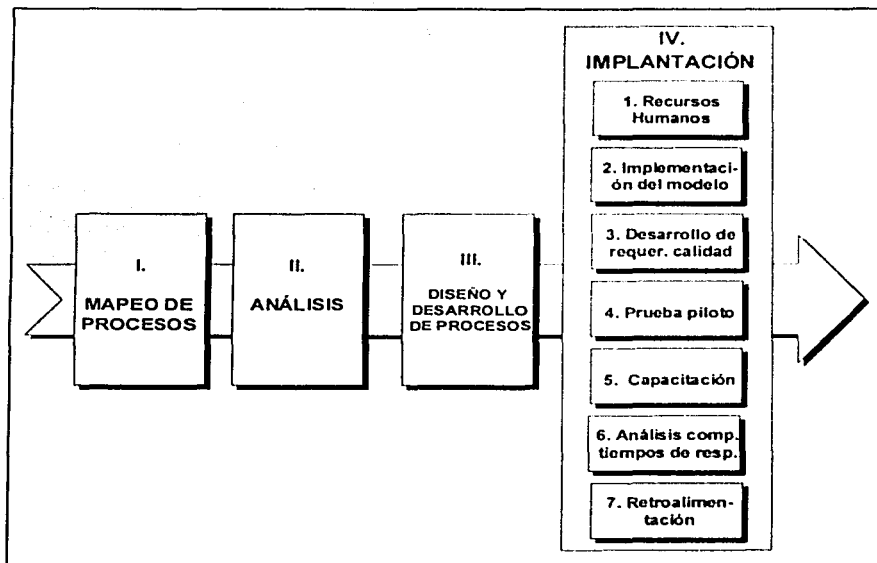 I.
MAPEO DE
PROCESOS
II.
ANÁLISIS
III.
DISEÑO Y
DESARROLLO
DE PROCESOS
IV.
IMPLANTACIÓN
1. Recursos
Humanos
2. Implementaci-
ón del modelo
3. Desarrollo de
requer. calidad
4. Prueba piloto
5. Capacitación
6. Análisis comp.
tiempos de resp.
7. Retroalimen-
tación